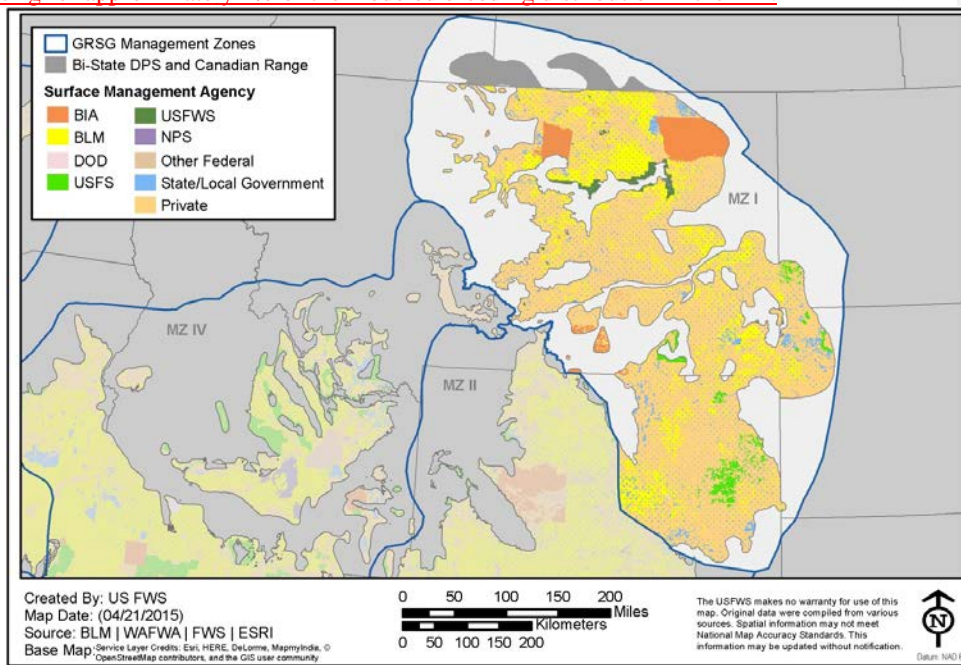 GRSG Management Zones
Bi-State DPS and Canadian Range
Surface Management Agency
BIA
BLM
DOD
USFS
USFWS
NPS
Other Federal
State/Local Government
Private
MZ I
MZ IV
MZ II
Created By: US FWS
Map Date: (04/21/2015)
Source: BLM | WAFWA | FWS | ESRI
Base Map: Service Layer Credits: Esri, HERE, DeLorme, MapmyIndia, ©
OpenStreetMap contributors, and the GIS user community
0 50 100 150 200
Miles
Kilometers
0 50 100 150 200
The USFWS makes no warranty for use of this
map. Original data were compiled from various
sources. Spatial information may not meet
National Map Accuracy Standards. This
information may be updated without notification.
N
Datum: NAD